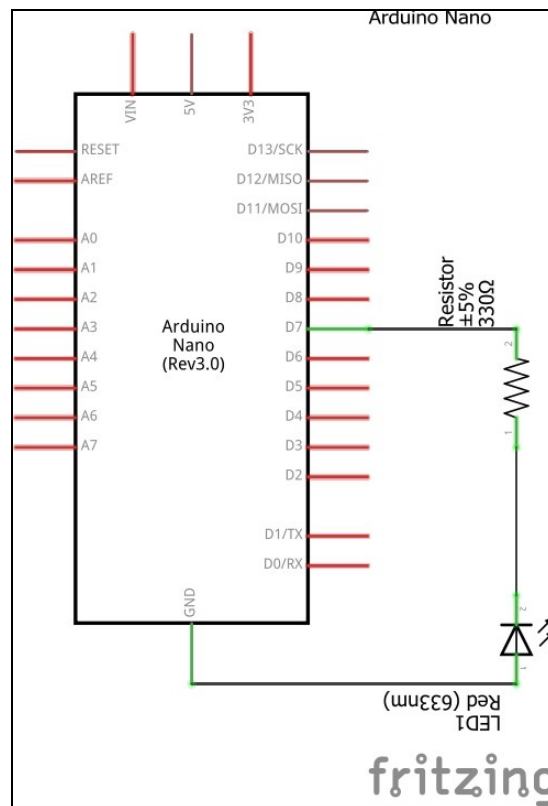 Arduino Nano
VIN
5V
3V3
RESET
AREF
A0
A1
A2
A3
A4
A5
A6
A7
D13/SCK
D12/MISO
D11/MOSI
D10
D9
D8
D7
D6
D5
D4
D3
D2
D1/TX
D0/RX
Arduino
Nano
(Rev3.0)
GND
Resistor
±5%
330Ω
2
1
2
1
LED1
Red (633nm)
fritzing